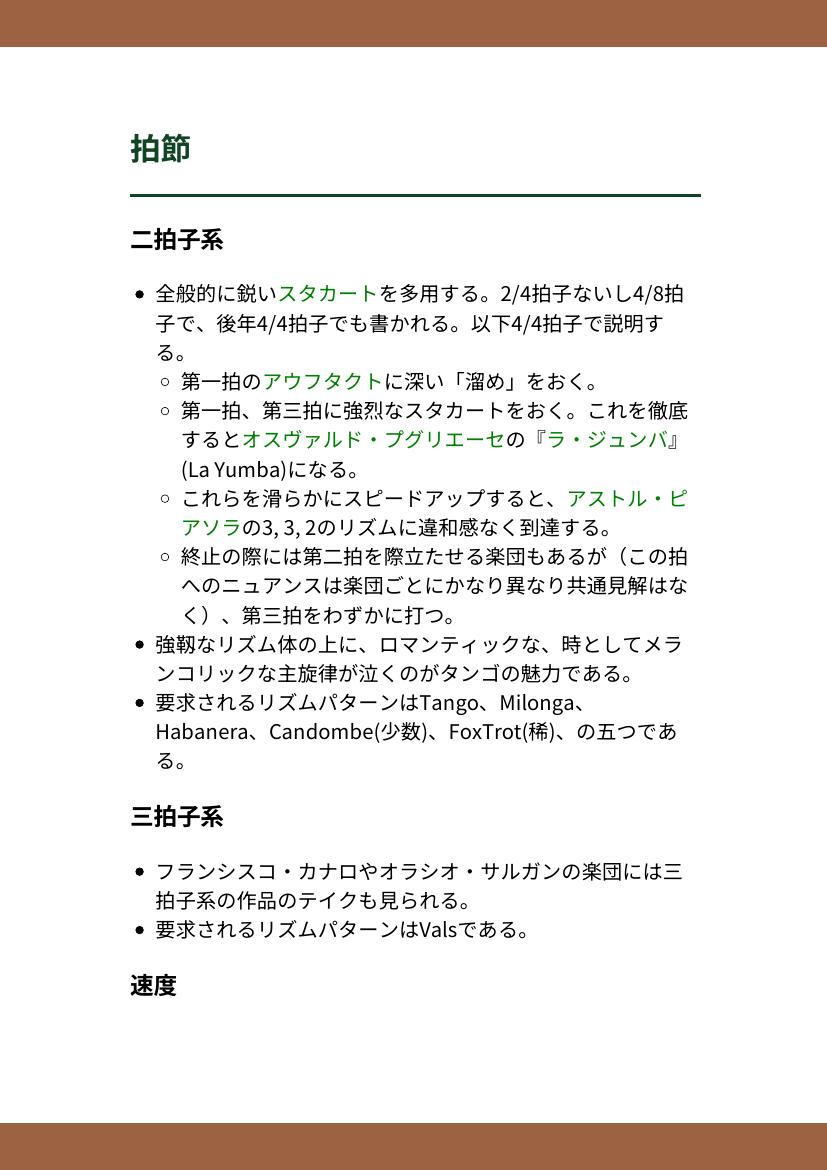 拍節
二拍子系
全般的に鋭いスタカートを多用する。2/4拍子ないし4/8拍
子で、後年4/4拍子でも書かれる。以下4/4拍子で説明す
る。
第一拍のアウフタクトに深い「溜め」をおく。
第一拍、第三拍に強烈なスタカートをおく。これを徹底
するとオスヴァルド・プグリエーセの『ラ・ジュンバ』
(La Yumba)になる。
これらを滑らかにスピードアップすると、アストル・ピ
アソラの3, 3, 2のリズムに違和感なく到達する。
終止の際には第二拍を際立たせる楽団もあるが（この拍
へのニュアンスは楽団ごとにかなり異なり共通見解はな
く）、第三拍をわずかに打つ。
強靱なリズム体の上に、ロマンティックな、時としてメラ
ンコリックな主旋律が泣くのがタンゴの魅力である。
要求されるリズムパターンはTango、Milonga、
Habanera、Candombe(少数)、FoxTrot(稀)、の五つであ
る。
三拍子系
フランシスコ・カナロやオラシオ・サルガンの楽団には三
拍子系の作品のテイクも見られる。
要求されるリズムパターンはValsである。
速度